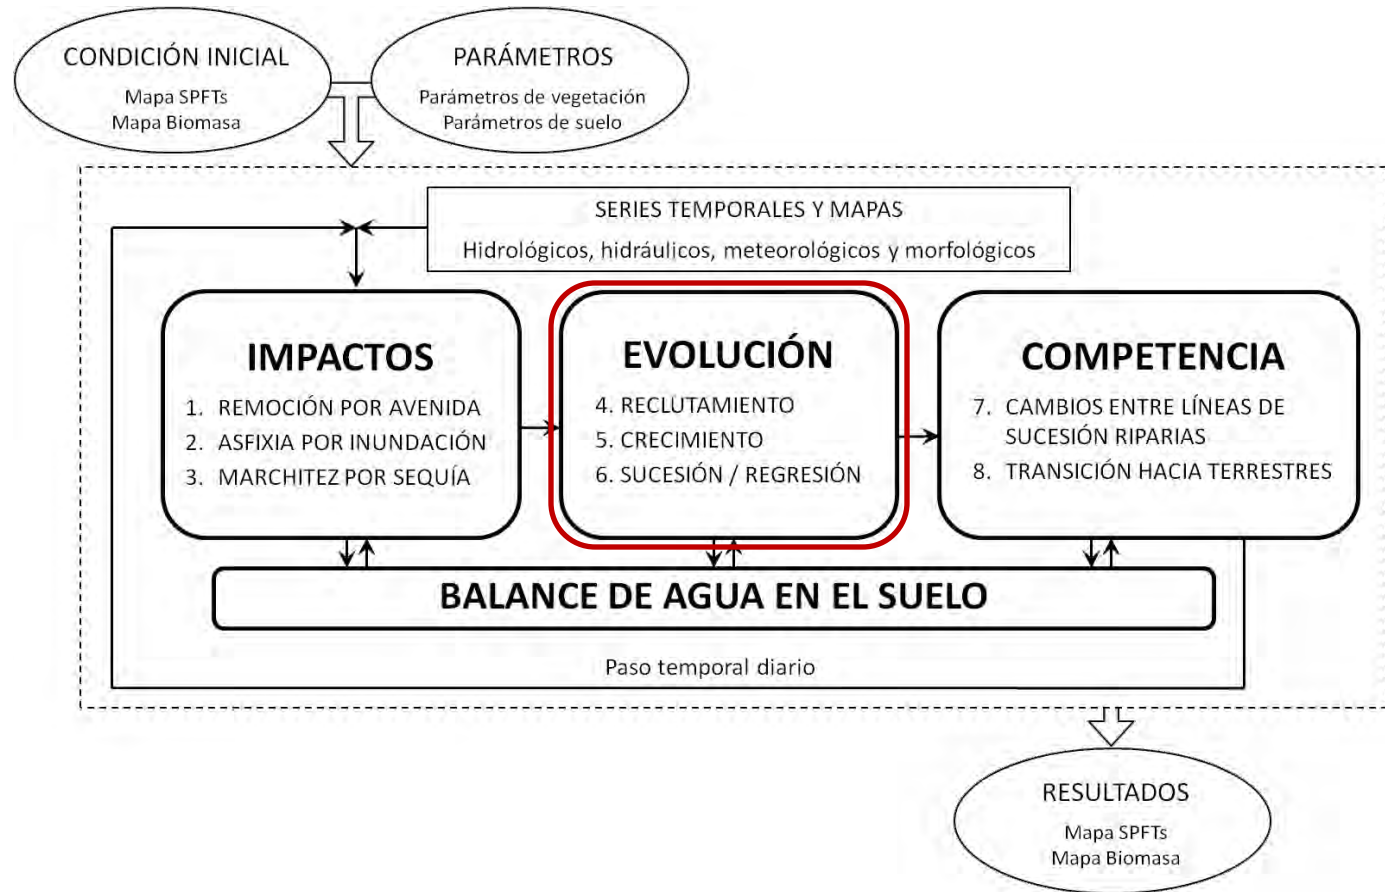 CONDICIÓN INICIAL
Mapa SPFTs
Mapa Biomasa
PARÁMETROS
Parámetros de vegetación
Parámetros de suelo
SERIES TEMPORALES Y MAPAS
Hidrológicos, hidráulicos, meteorológicos y morfológicos
IMPACTOS
1. REMOCIÓN POR AVENIDA
2. ASFIXIA POR INUNDACIÓN
3. MARCHITEZ POR SEQUÍA
EVOLUCIÓN
4. RECLUTAMIENTO
5. CRECIMIENTO
6. SUCESIÓN / REGRESIÓN
COMPETENCIA
7. CAMBIOS ENTRE LÍNEAS DE
SUCESIÓN RIPARIAS
8. TRANSICIÓN HACIA TERRESTRES
BALANCE DE AGUA EN EL SUELO
Paso temporal diario
RESULTADOS
Mapa SPFTs
Mapa Biomasa